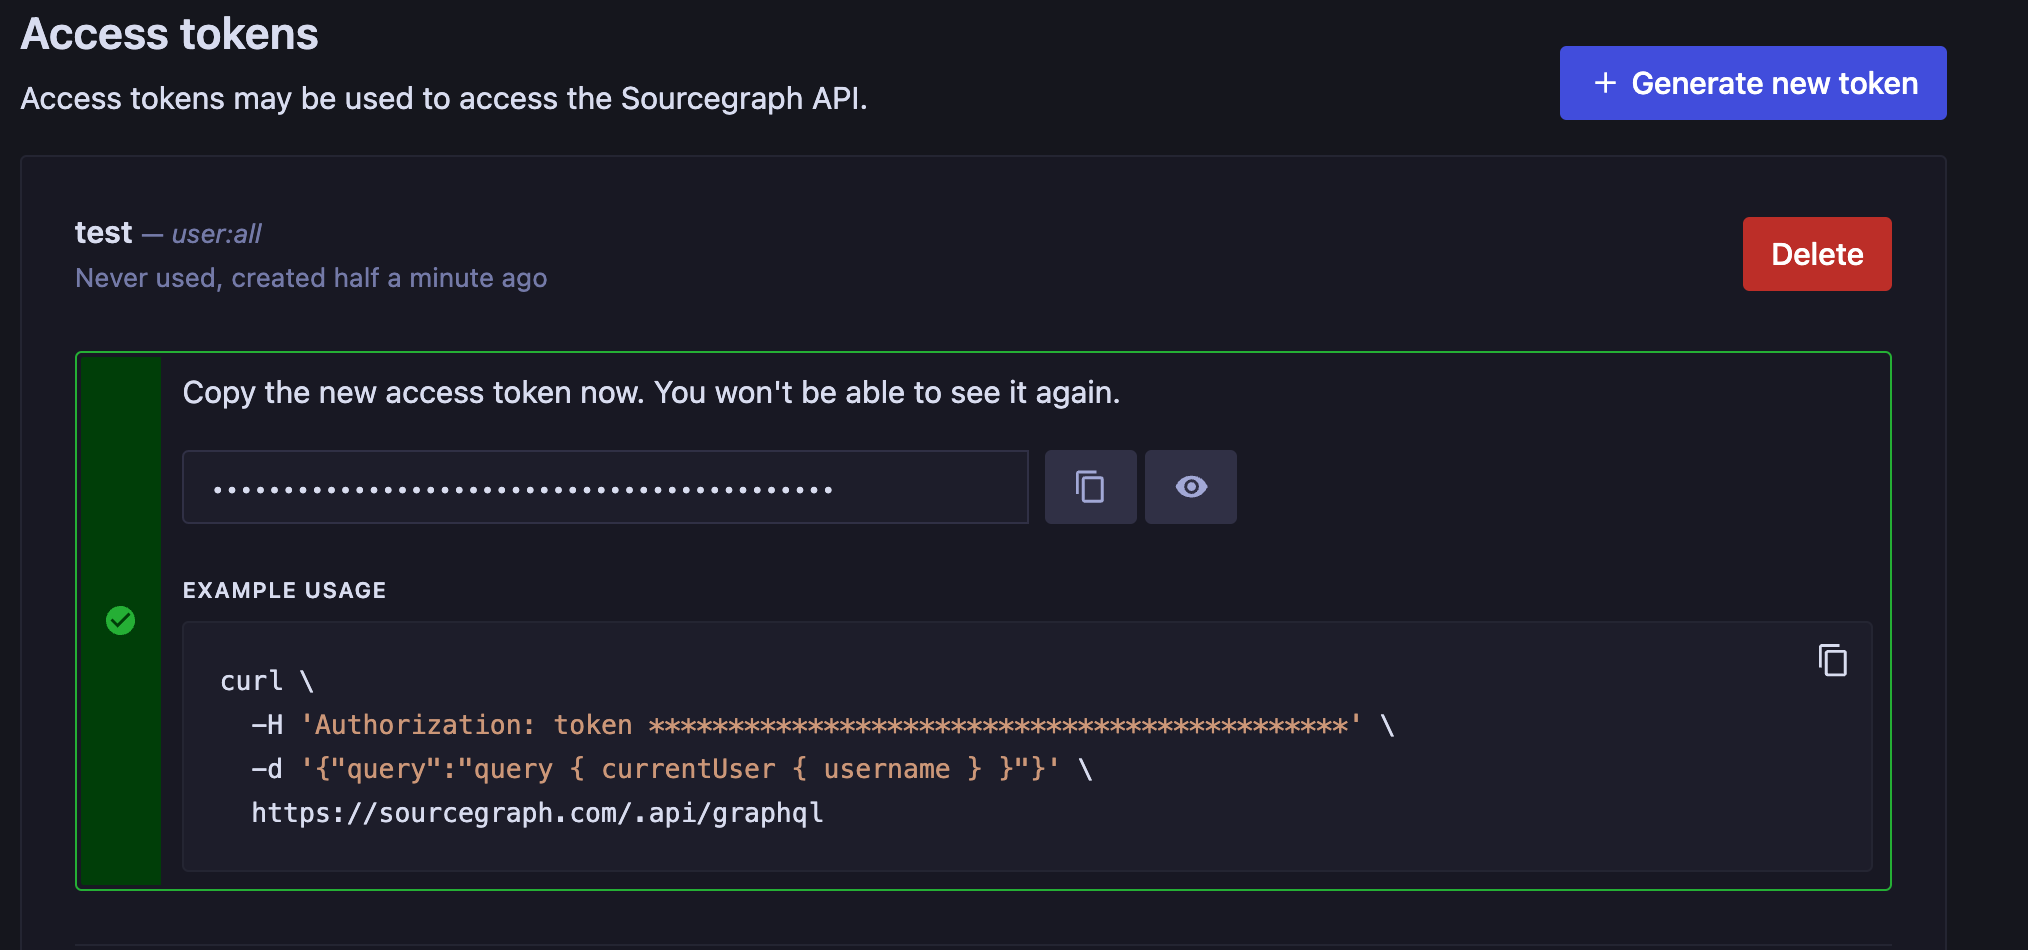 Access tokens
Access tokens may be used to access the Sourcegraph API.
+ Generate new token
test — user:all
Never used, created half a minute ago
Delete
Copy the new access token now. You won't be able to see it again.
••••••••••••••••••••••••••••••••••••••••••••
EXAMPLE USAGE
curl \
  -H 'Authorization: token ********************************************' \
  -d '{"query":"query { currentUser { username } }"}' \
  https://sourcegraph.com/.api/graphql